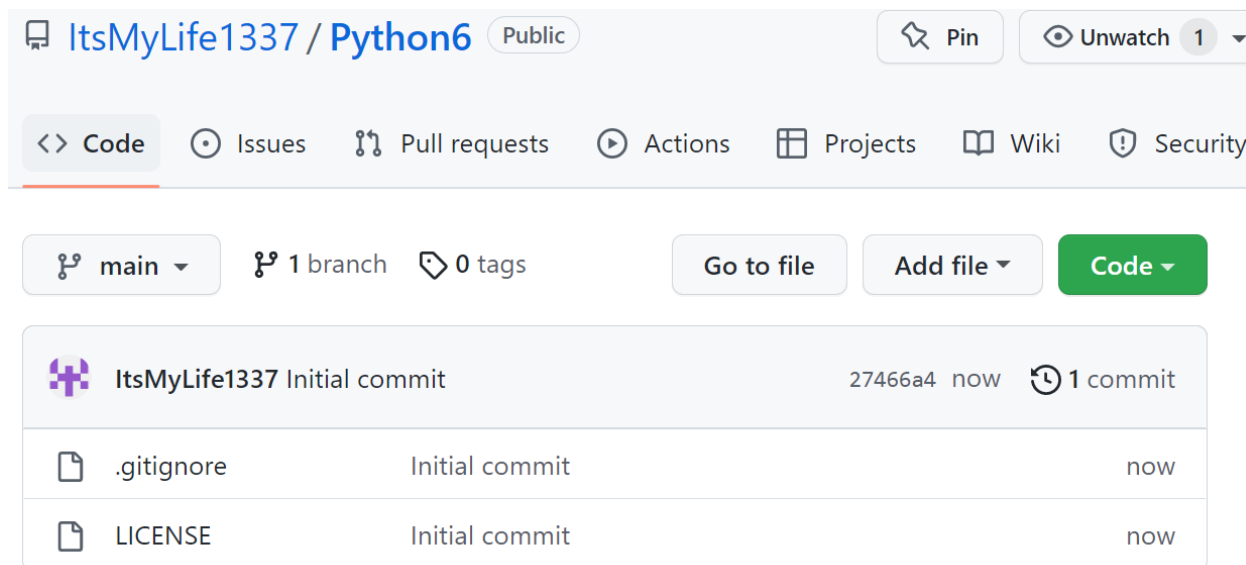 ItsMyLife1337 / Python6 Public Pin Unwatch 1
Code Issues Pull requests Actions Projects Wiki Security
main 1 branch 0 tags Go to file Add file Code
ItsMyLife1337 Initial commit 27466a4 now 1 commit
.gitignore Initial commit now
LICENSE Initial commit now